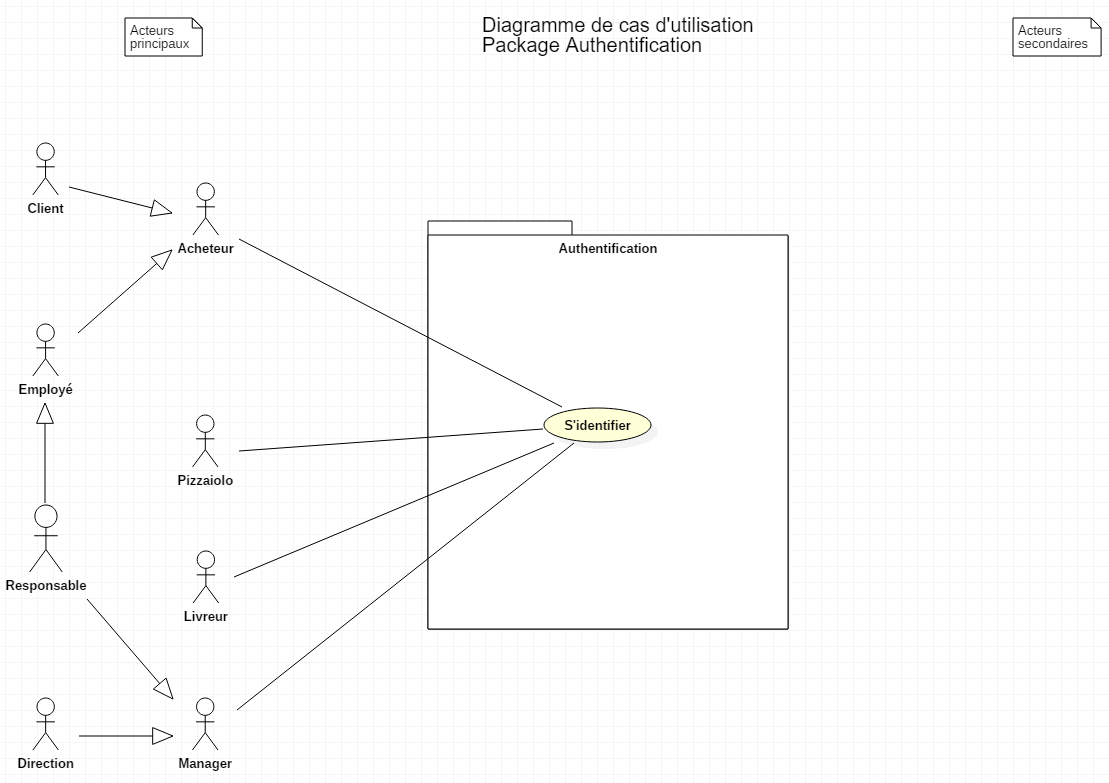 Acteurs
principaux
Diagramme de cas d'utilisation
Package Authentification
Acteurs
secondaires
Client
Acheteur
Authentification
Employé
S'identifier
Pizzaiolo
Responsable
Livreur
Direction
Manager